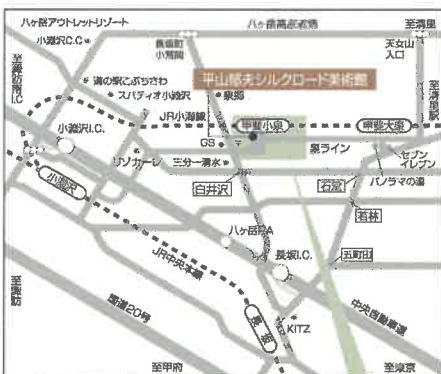 八ヶ岳アウトレットリゾート
八ヶ岳高原道路
至清里
小淵沢C.C
長坂町
小荒間
天女山
入口
平山郁夫シルクロード美術館
至諏訪南I.C
道の駅こぶちさわ
泉郷
スパティオ小淵沢
至清里駅
JR小海線
甲斐小泉
甲斐大泉
小淵沢I.C.
GS
泉ライン
セブン
イレブン
リゾナーレ
三分一湧水
パノラマの湯
小淵沢
白井沢
石堂
若林
八ヶ岳PA
長坂I.C.
五町田
至諏訪
JR中央本線
国道20号
長坂
KITZ
中央自動車道
至甲府
至東京